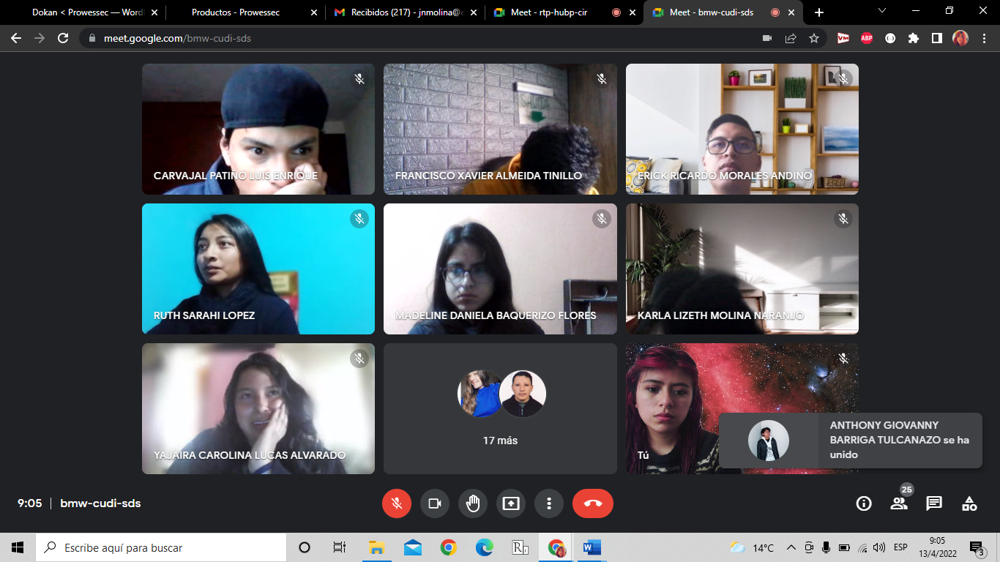 Dokan < Prowessec — Word
Productos - Prowessec
Recibidos (217) - jnmolina@e
Meet - rtp-hubp-cir
Meet - bmw-cudi-sds
meet.google.com/bmw-cudi-sds
VM
ABP
SALIDA
CARVAJAL PATIÑO LUIS ENRIQUE
FRANCISCO XAVIER ALMEIDA TINILLO
ERICK RICARDO MORALES ANDINO
RUTH SARAHI LOPEZ
MADELINE DANIELA BAQUERIZO FLORES
KARLA LIZETH MOLINA NARANJO
YAJAIRA CAROLINA LUCAS ALVARADO
17 más
Tú
ANTHONY GIOVANNY
BARRIGA TULCANAZO se ha
unido
9:05 | bmw-cudi-sds
25
Escribe aquí para buscar
14°C
ESP
9:05
13/4/2022
3